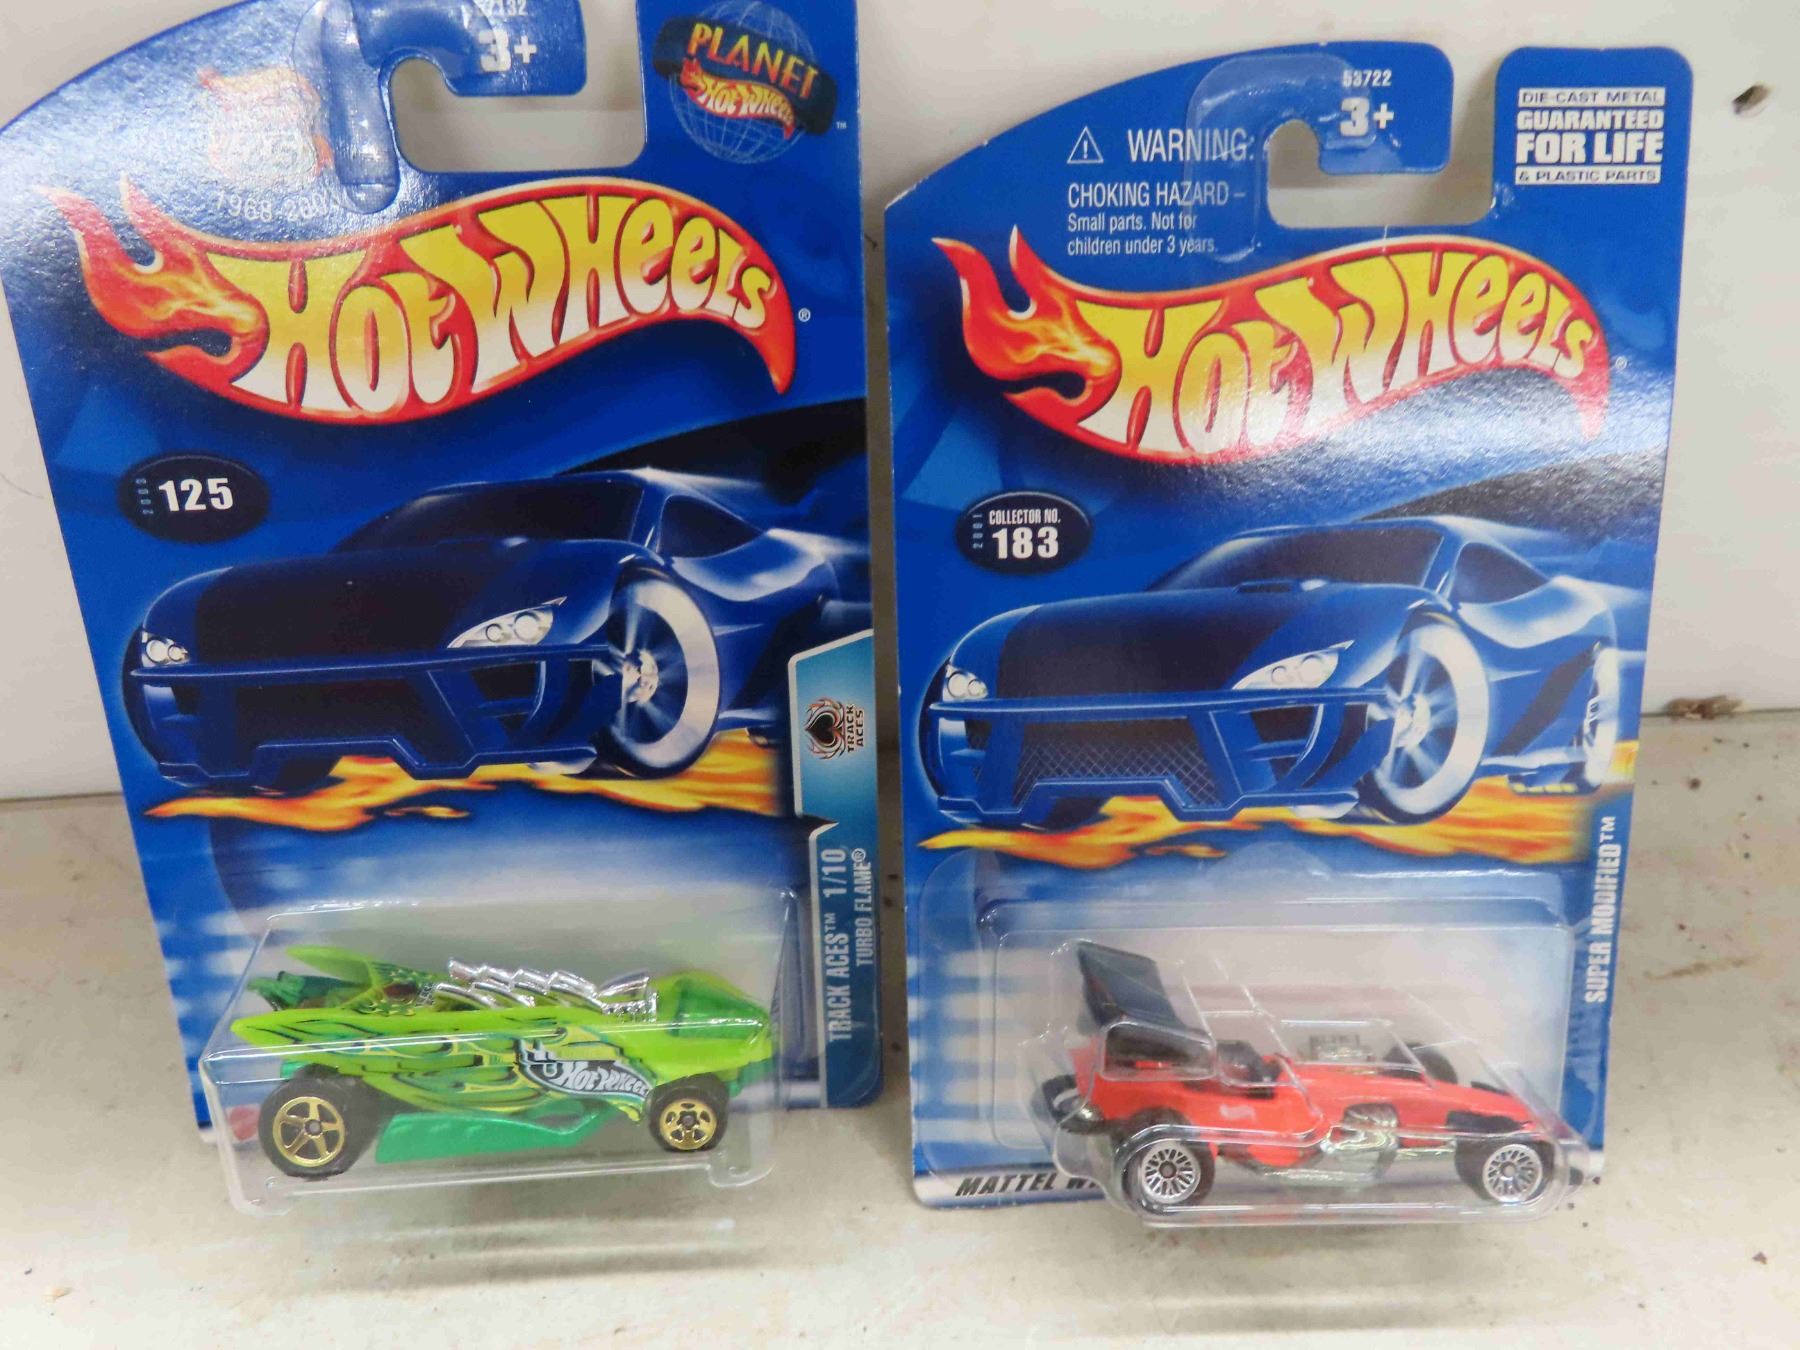 3+
PLANET
HOT WHEELS
™
HOT WHEELS
®
2003
125
TRACK ACES
TRACK ACES™ 1/10
TURBO FLAME®
HOT WHEELS
53722
3+
WARNING:
CHOKING HAZARD –
Small parts. Not for
children under 3 years.
DIE-CAST METAL
GUARANTEED
FOR LIFE
& PLASTIC PARTS
HOT WHEELS
®
2001
COLLECTOR NO.
183
SUPER MODIFIED™
MATTEL